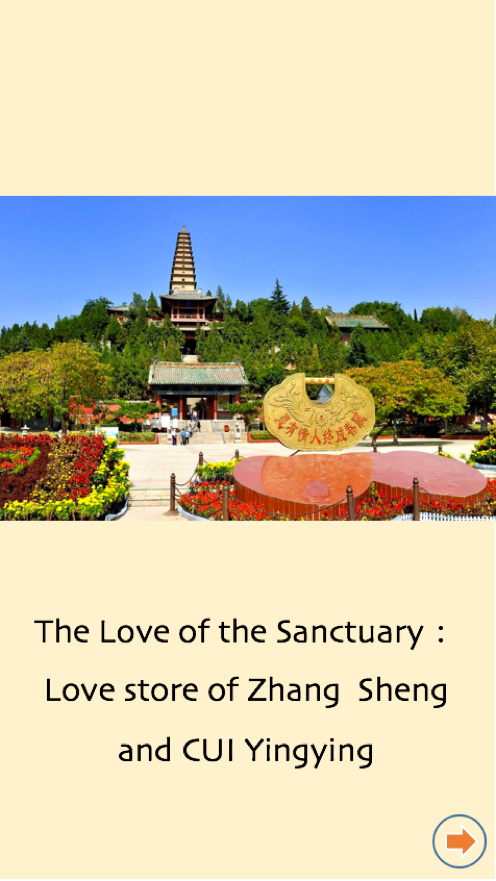 有情人终成眷属
The Love of the Sanctuary :
Love store of Zhang Sheng
and CUI Yingying